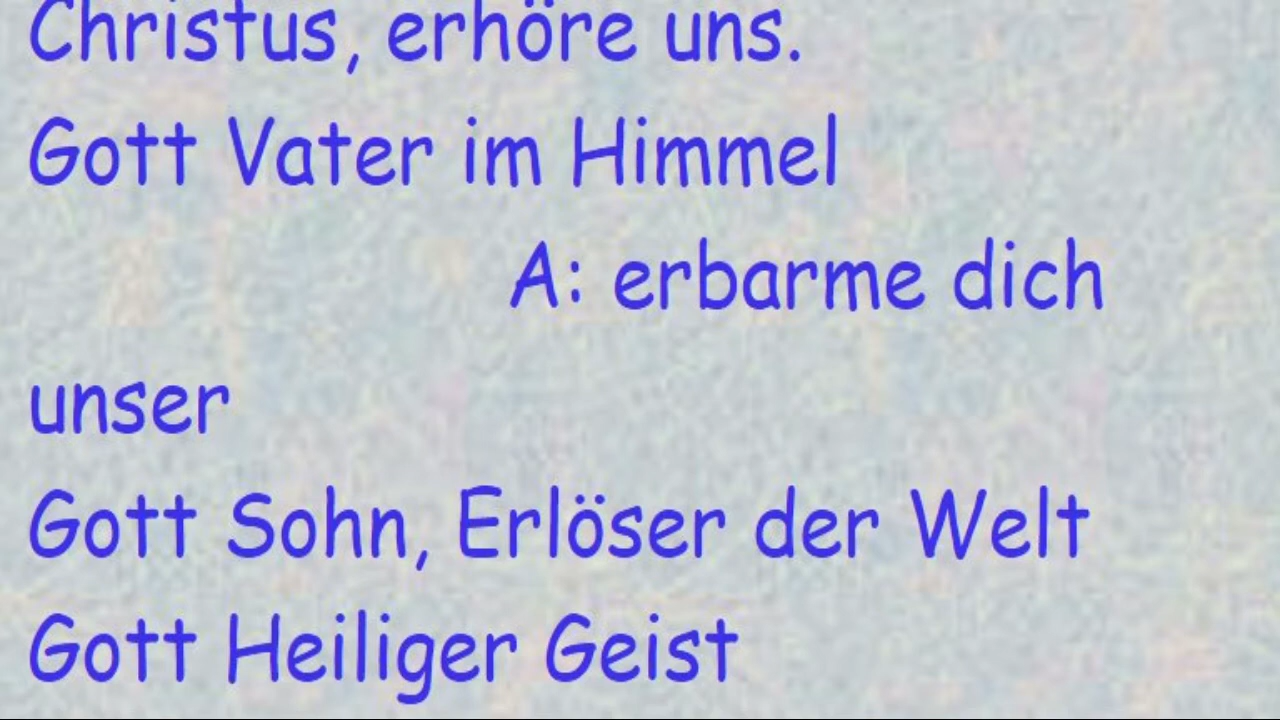 Christus, erhöre uns.
Gott Vater im Himmel
A: erbarme dich
unser
Gott Sohn, Erlöser der Welt
Gott Heiliger Geist